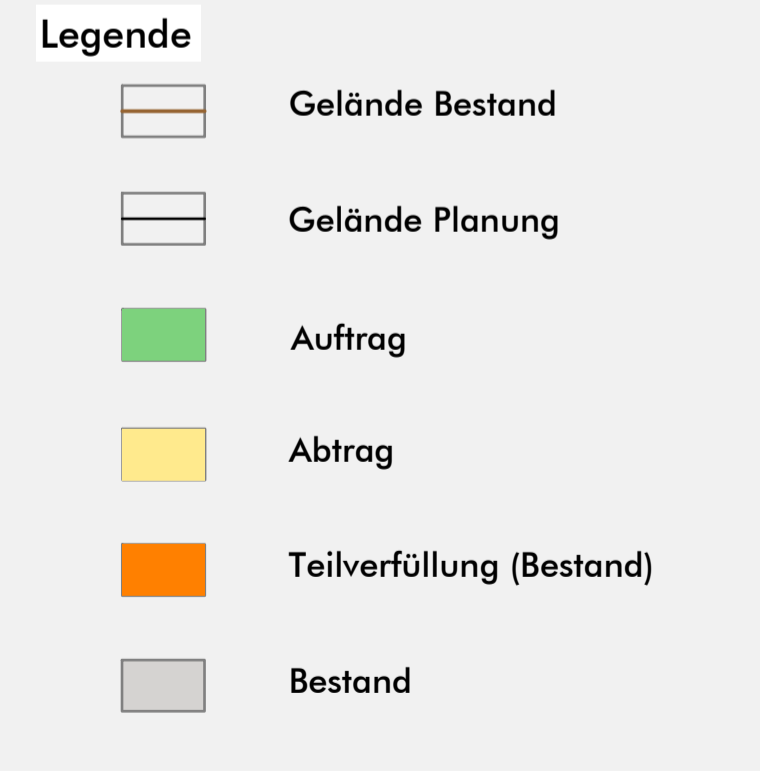 Legende
Gelände Bestand
Gelände Planung
Auftrag
Abtrag
Teilverfüllung (Bestand)
Bestand